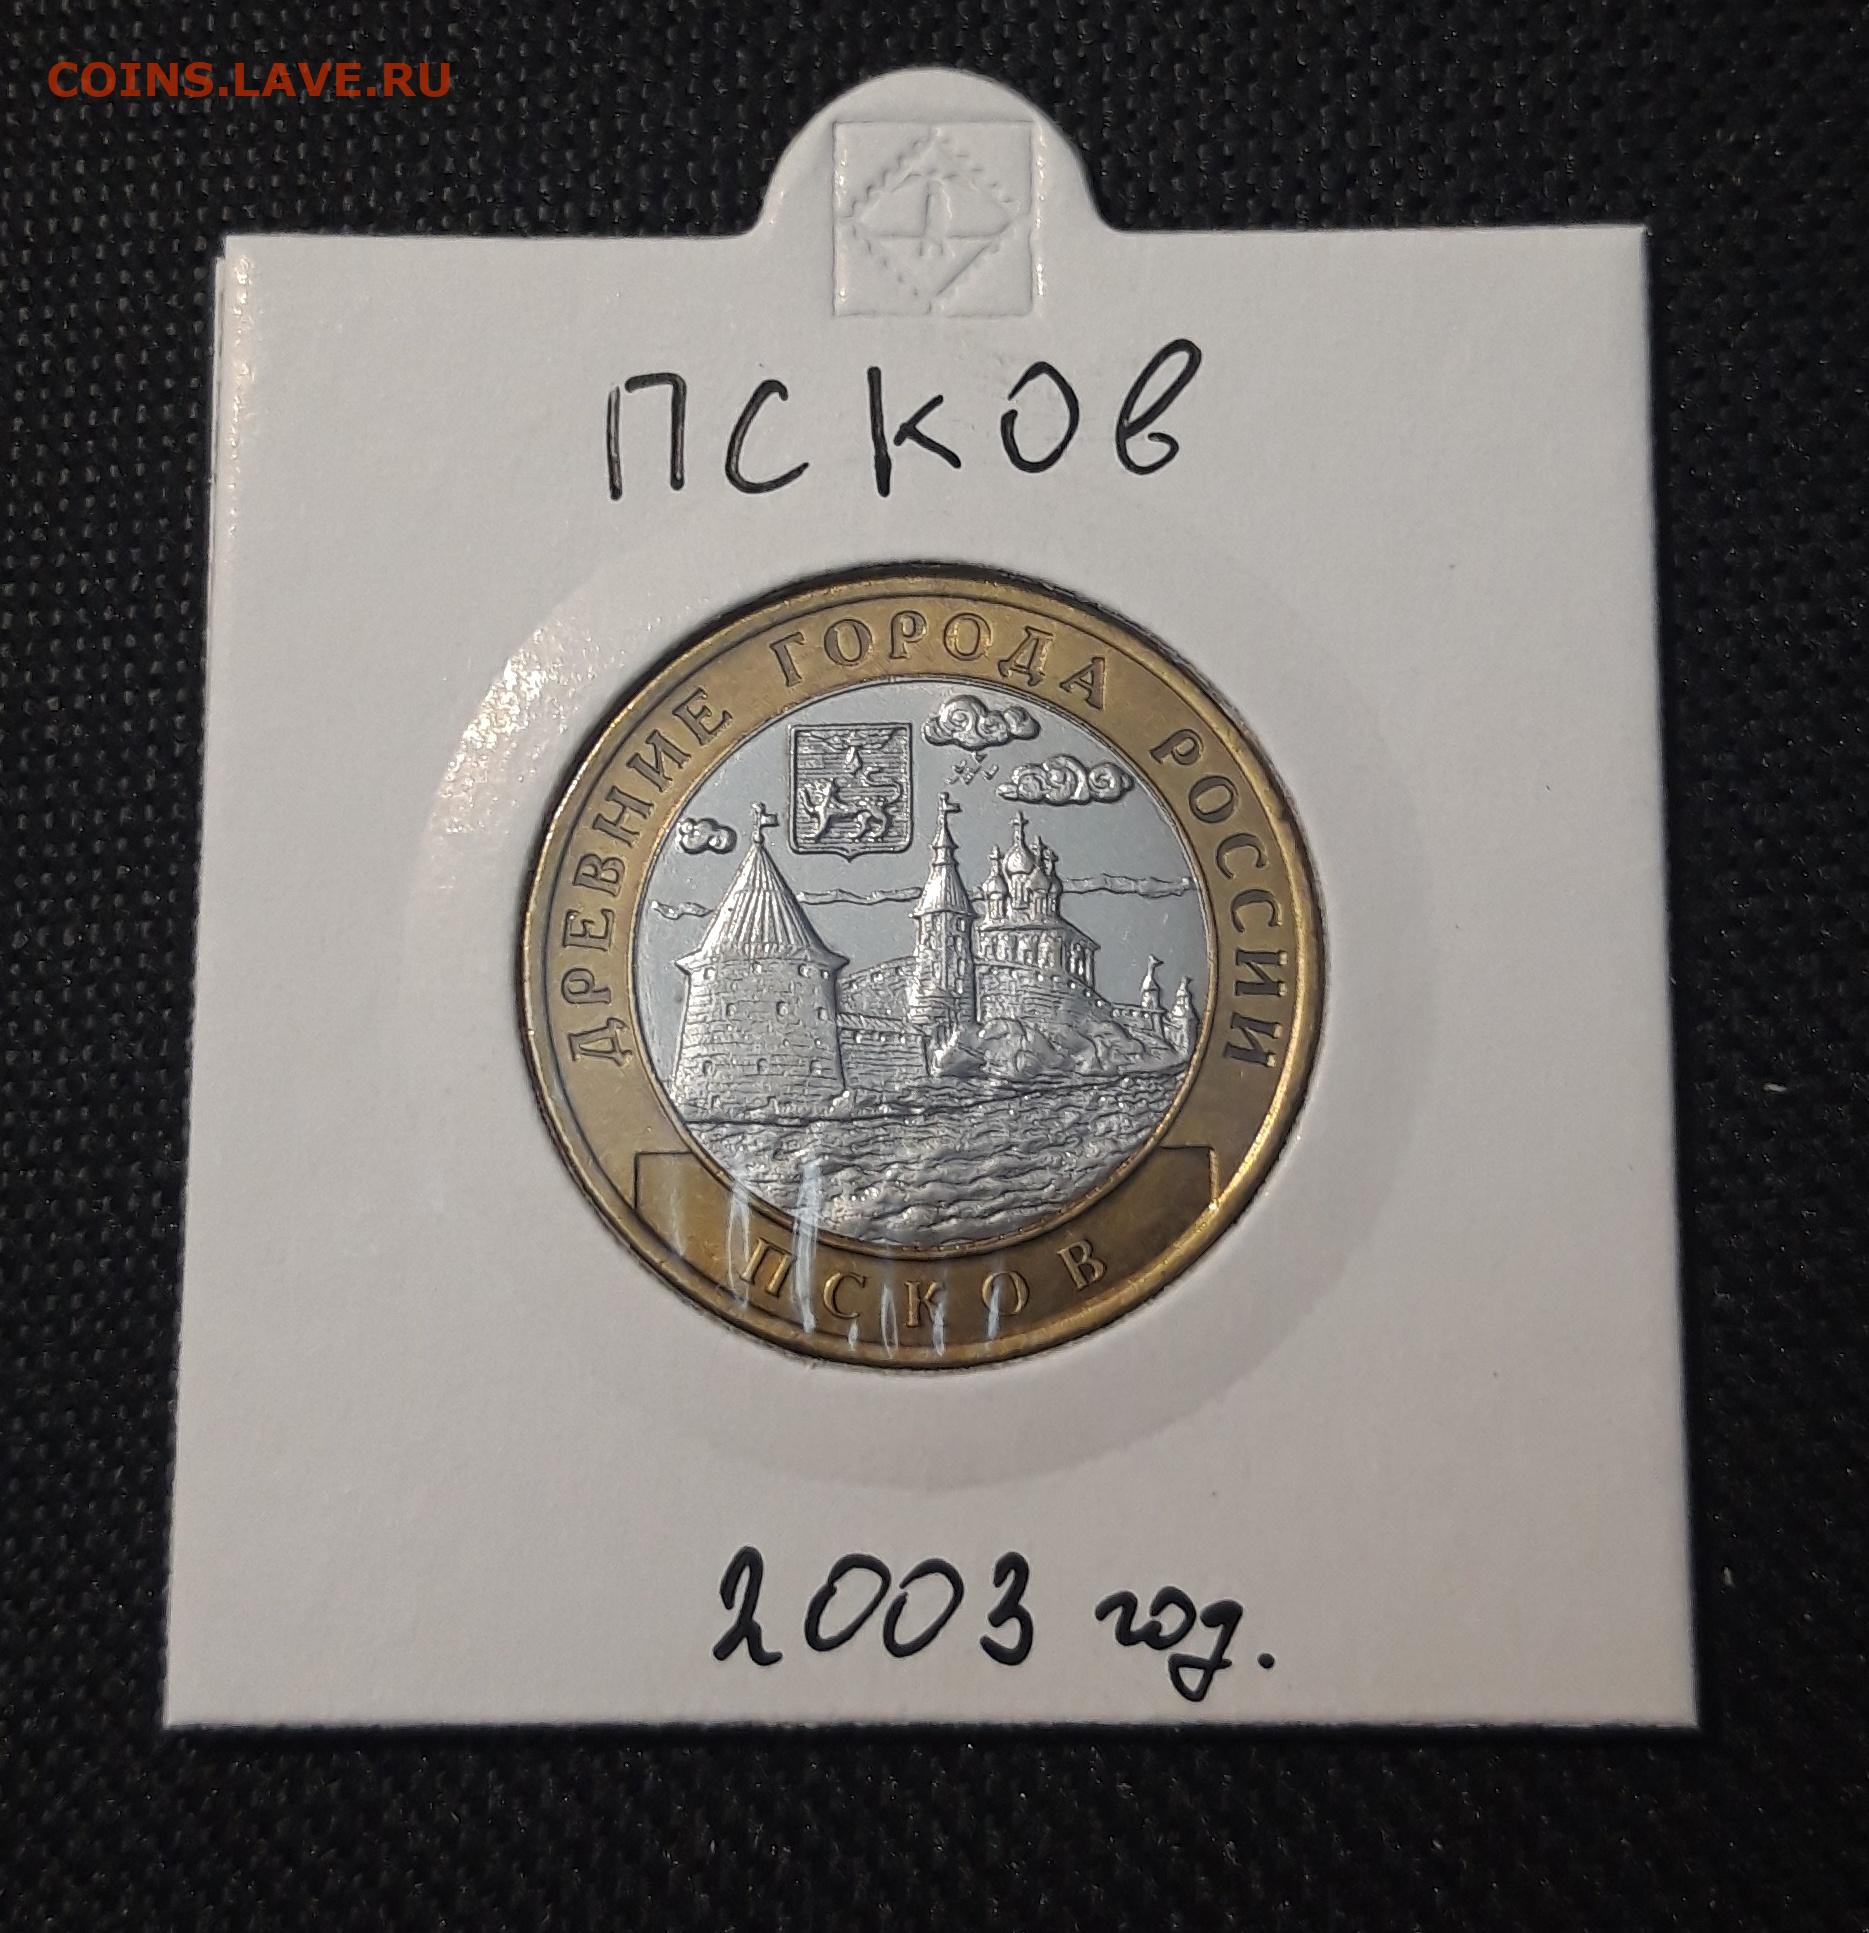 COINS.LAVE.RU
Псков
ДРЕВНИЕ ГОРОДА РОССИИ
ПСКОВ
2003 год.